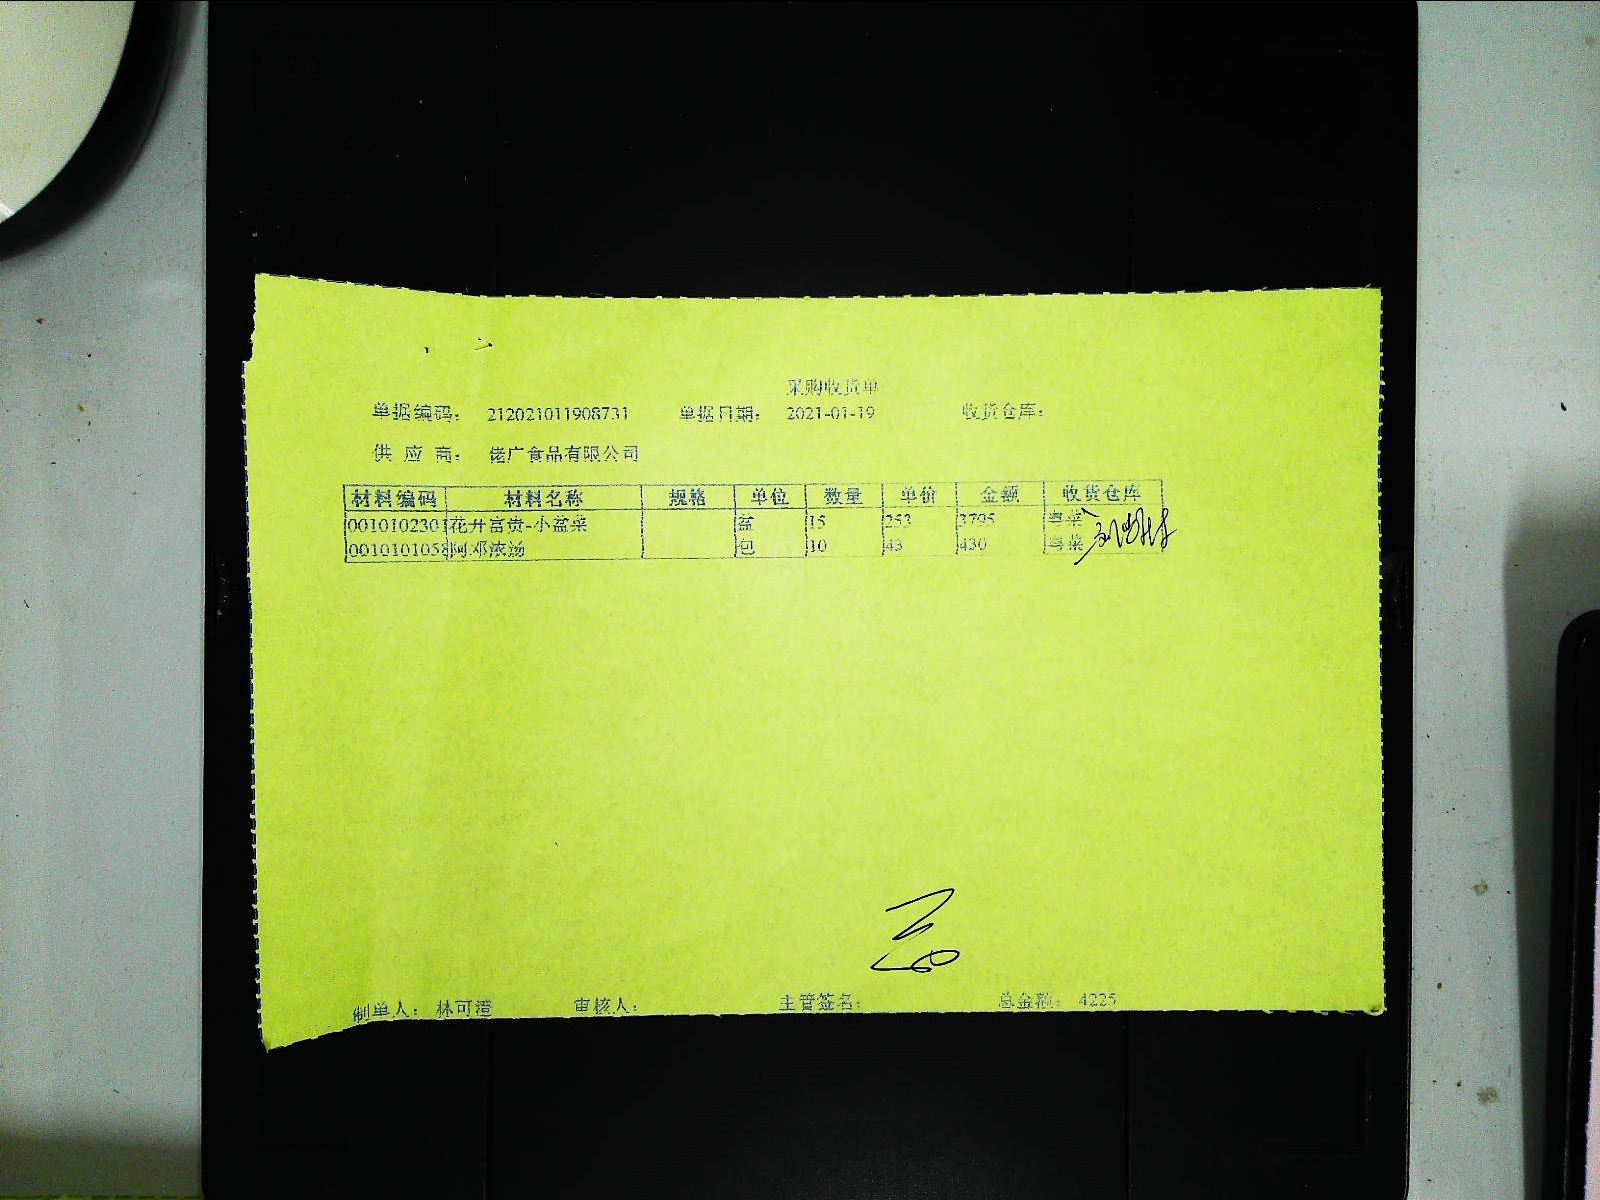 采购收货单
单据编码： 212021011908731 单据日期： 2021-01-19 收货仓库：
供 应 商： 佬广食品有限公司
材料编码 材料名称 规格 单位 数量 单价 金额 收货仓库
0010102301 花开富贵-小盆菜 盆 15 253 3795 粤菜
0010101058 阿邓浓汤 包 10 43 430 粤菜
制单人： 林可澄 审核人： 主管签名： 总金额： 4225